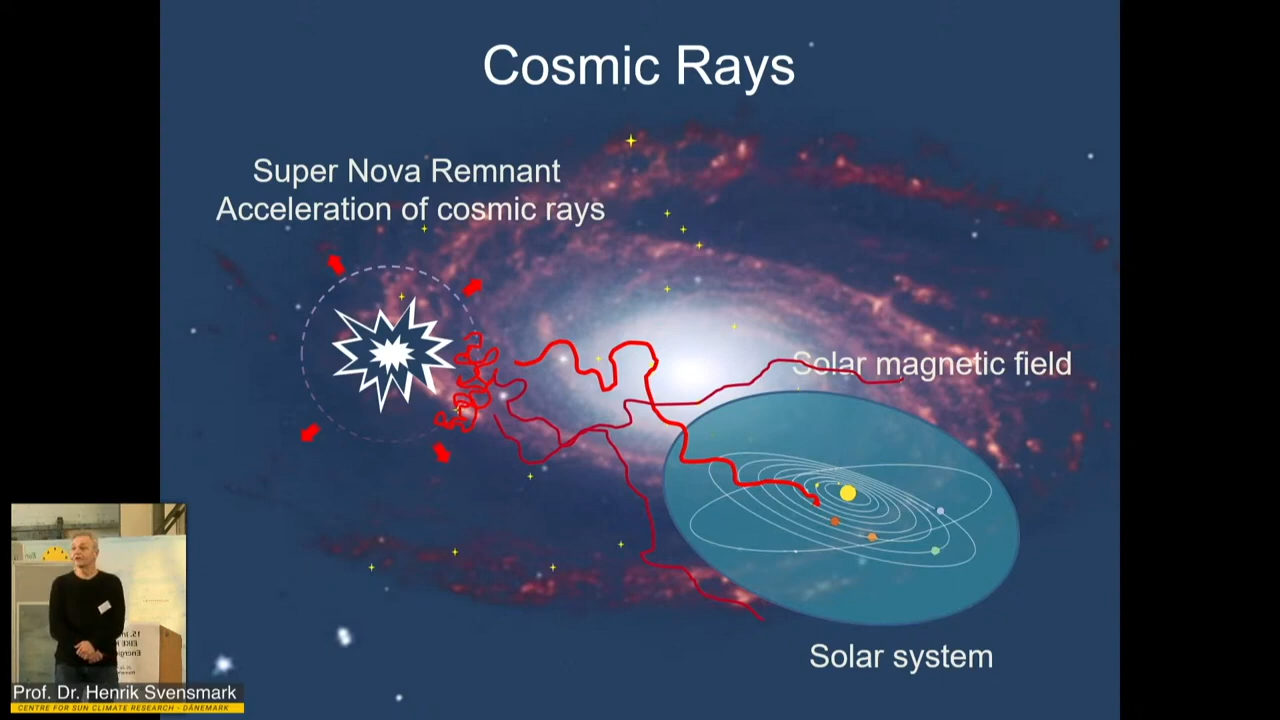 Cosmic Rays
Super Nova Remnant
Acceleration of cosmic rays
Solar magnetic field
Solar system
Prof. Dr. Henrik Svensmark
CENTRE FOR SUN CLIMATE RESEARCH - DÄNEMARK